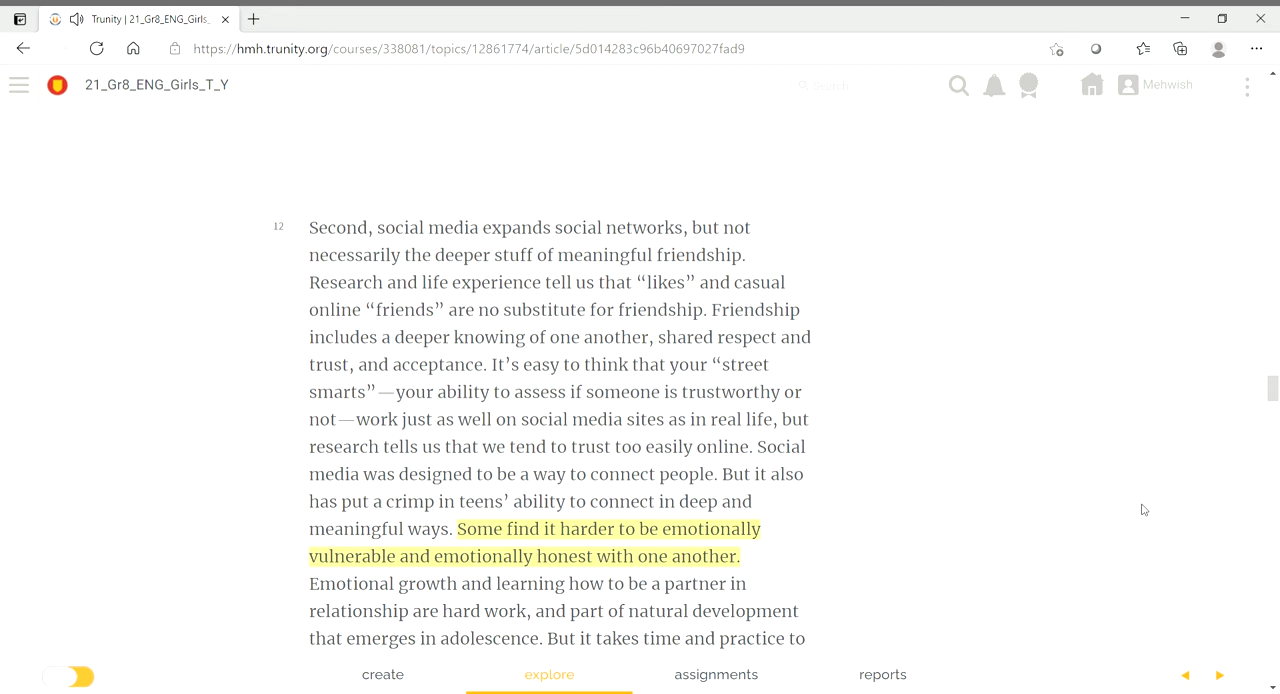 Trunity | 21_Gr8_ENG_Girls_
https://hmh.trunity.org/courses/338081/topics/12861774/article/5d014283c96b40697027fad9
21_Gr8_ENG_Girls_T_Y
Search
Mehwish
12
Second, social media expands social networks, but not
necessarily the deeper stuff of meaningful friendship.
Research and life experience tell us that “likes” and casual
online “friends” are no substitute for friendship. Friendship
includes a deeper knowing of one another, shared respect and
trust, and acceptance. It’s easy to think that your “street
smarts”—your ability to assess if someone is trustworthy or
not—work just as well on social media sites as in real life, but
research tells us that we tend to trust too easily online. Social
media was designed to be a way to connect people. But it also
has put a crimp in teens’ ability to connect in deep and
meaningful ways. Some find it harder to be emotionally
vulnerable and emotionally honest with one another.
Emotional growth and learning how to be a partner in
relationship are hard work, and part of natural development
that emerges in adolescence. But it takes time and practice to
create
explore
assignments
reports